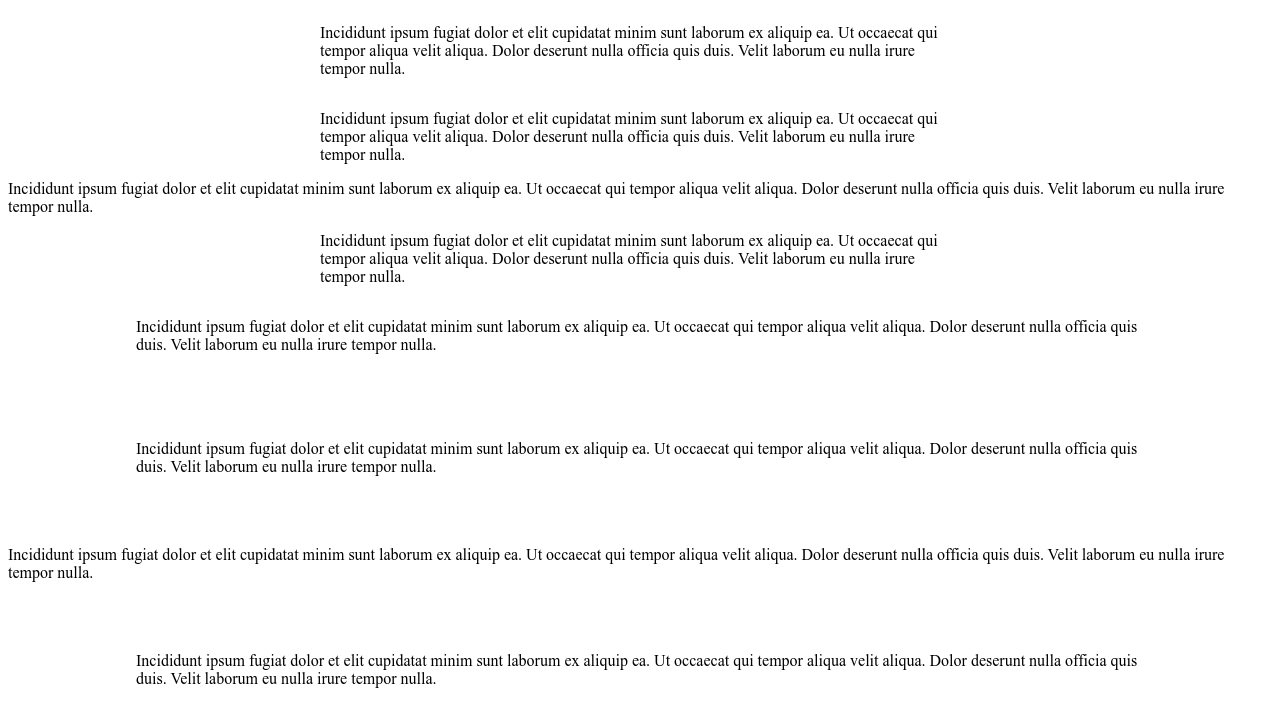 Incididunt ipsum fugiat dolor et elit cupidatat minim sunt laborum ex aliquip ea. Ut occaecat qui
tempor aliqua velit aliqua. Dolor deserunt nulla officia quis duis. Velit laborum eu nulla irure
tempor nulla.
Incididunt ipsum fugiat dolor et elit cupidatat minim sunt laborum ex aliquip ea. Ut occaecat qui
tempor aliqua velit aliqua. Dolor deserunt nulla officia quis duis. Velit laborum eu nulla irure
tempor nulla.
Incididunt ipsum fugiat dolor et elit cupidatat minim sunt laborum ex aliquip ea. Ut occaecat qui tempor aliqua velit aliqua. Dolor deserunt nulla officia quis duis. Velit laborum eu nulla irure
tempor nulla.
Incididunt ipsum fugiat dolor et elit cupidatat minim sunt laborum ex aliquip ea. Ut occaecat qui
tempor aliqua velit aliqua. Dolor deserunt nulla officia quis duis. Velit laborum eu nulla irure
tempor nulla.
Incididunt ipsum fugiat dolor et elit cupidatat minim sunt laborum ex aliquip ea. Ut occaecat qui tempor aliqua velit aliqua. Dolor deserunt nulla officia quis
duis. Velit laborum eu nulla irure tempor nulla.
Incididunt ipsum fugiat dolor et elit cupidatat minim sunt laborum ex aliquip ea. Ut occaecat qui tempor aliqua velit aliqua. Dolor deserunt nulla officia quis
duis. Velit laborum eu nulla irure tempor nulla.
Incididunt ipsum fugiat dolor et elit cupidatat minim sunt laborum ex aliquip ea. Ut occaecat qui tempor aliqua velit aliqua. Dolor deserunt nulla officia quis duis. Velit laborum eu nulla irure
tempor nulla.
Incididunt ipsum fugiat dolor et elit cupidatat minim sunt laborum ex aliquip ea. Ut occaecat qui tempor aliqua velit aliqua. Dolor deserunt nulla officia quis
duis. Velit laborum eu nulla irure tempor nulla.